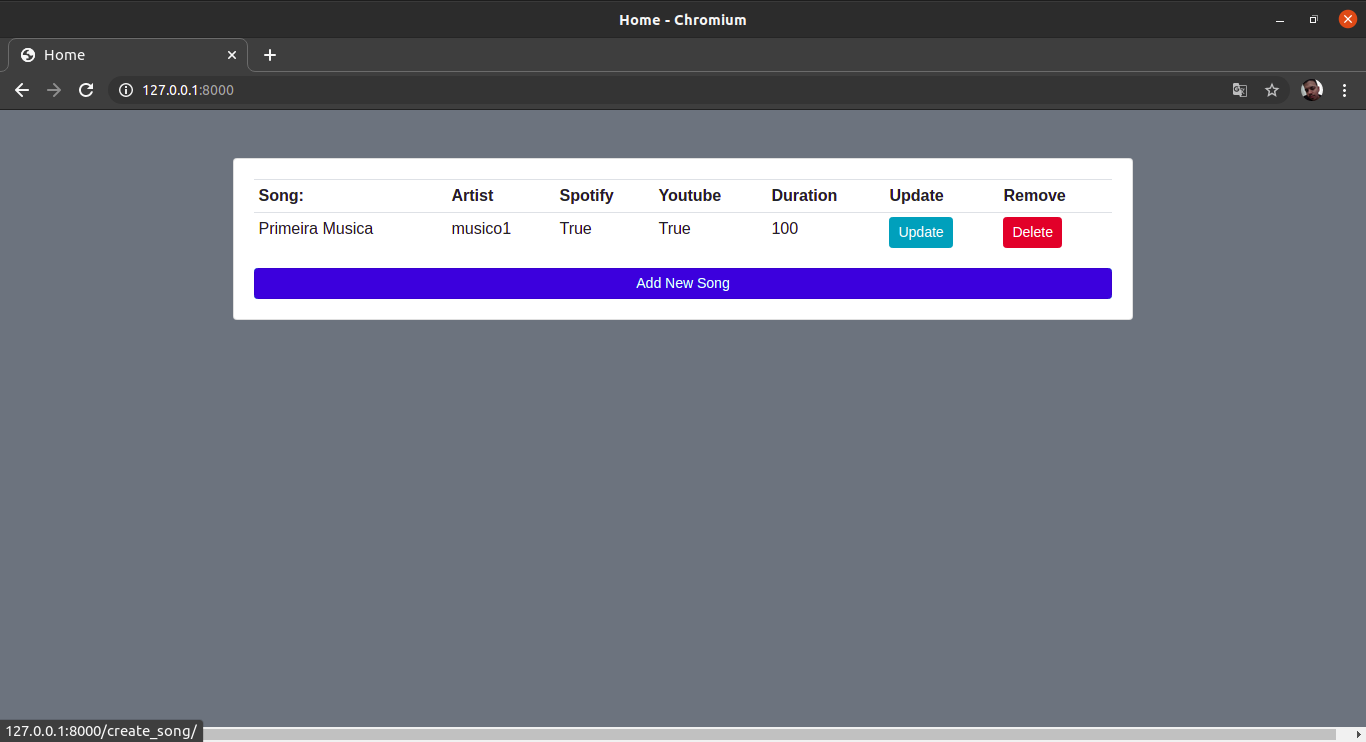 Home - Chromium
Home
127.0.0.1:8000
Song: Artist Spotify Youtube Duration Update Remove
Primeira Musica musico1 True True 100 Update Delete
Add New Song
127.0.0.1:8000/create_song/